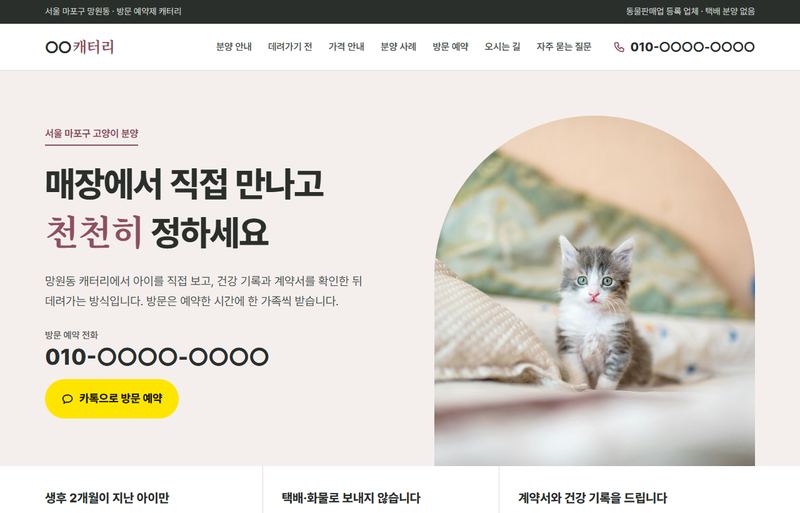 서울 마포구 망원동 · 방문 예약제 캐터리
동물판매업 등록 업체 · 택배 분양 없음
○○캐터리
분양 안내
데려가기 전
가격 안내
분양 사례
방문 예약
오시는 길
자주 묻는 질문
010-○○○○-○○○○
서울 마포구 고양이 분양
매장에서 직접 만나고
천천히 정하세요
망원동 캐터리에서 아이를 직접 보고, 건강 기록과 계약서를 확인한 뒤
데려가는 방식입니다. 방문은 예약한 시간에 한 가족씩 받습니다.
방문 예약 전화
010-○○○○-○○○○
카톡으로 방문 예약
생후 2개월이 지난 아이만
택배·화물로 보내지 않습니다
계약서와 건강 기록을 드립니다